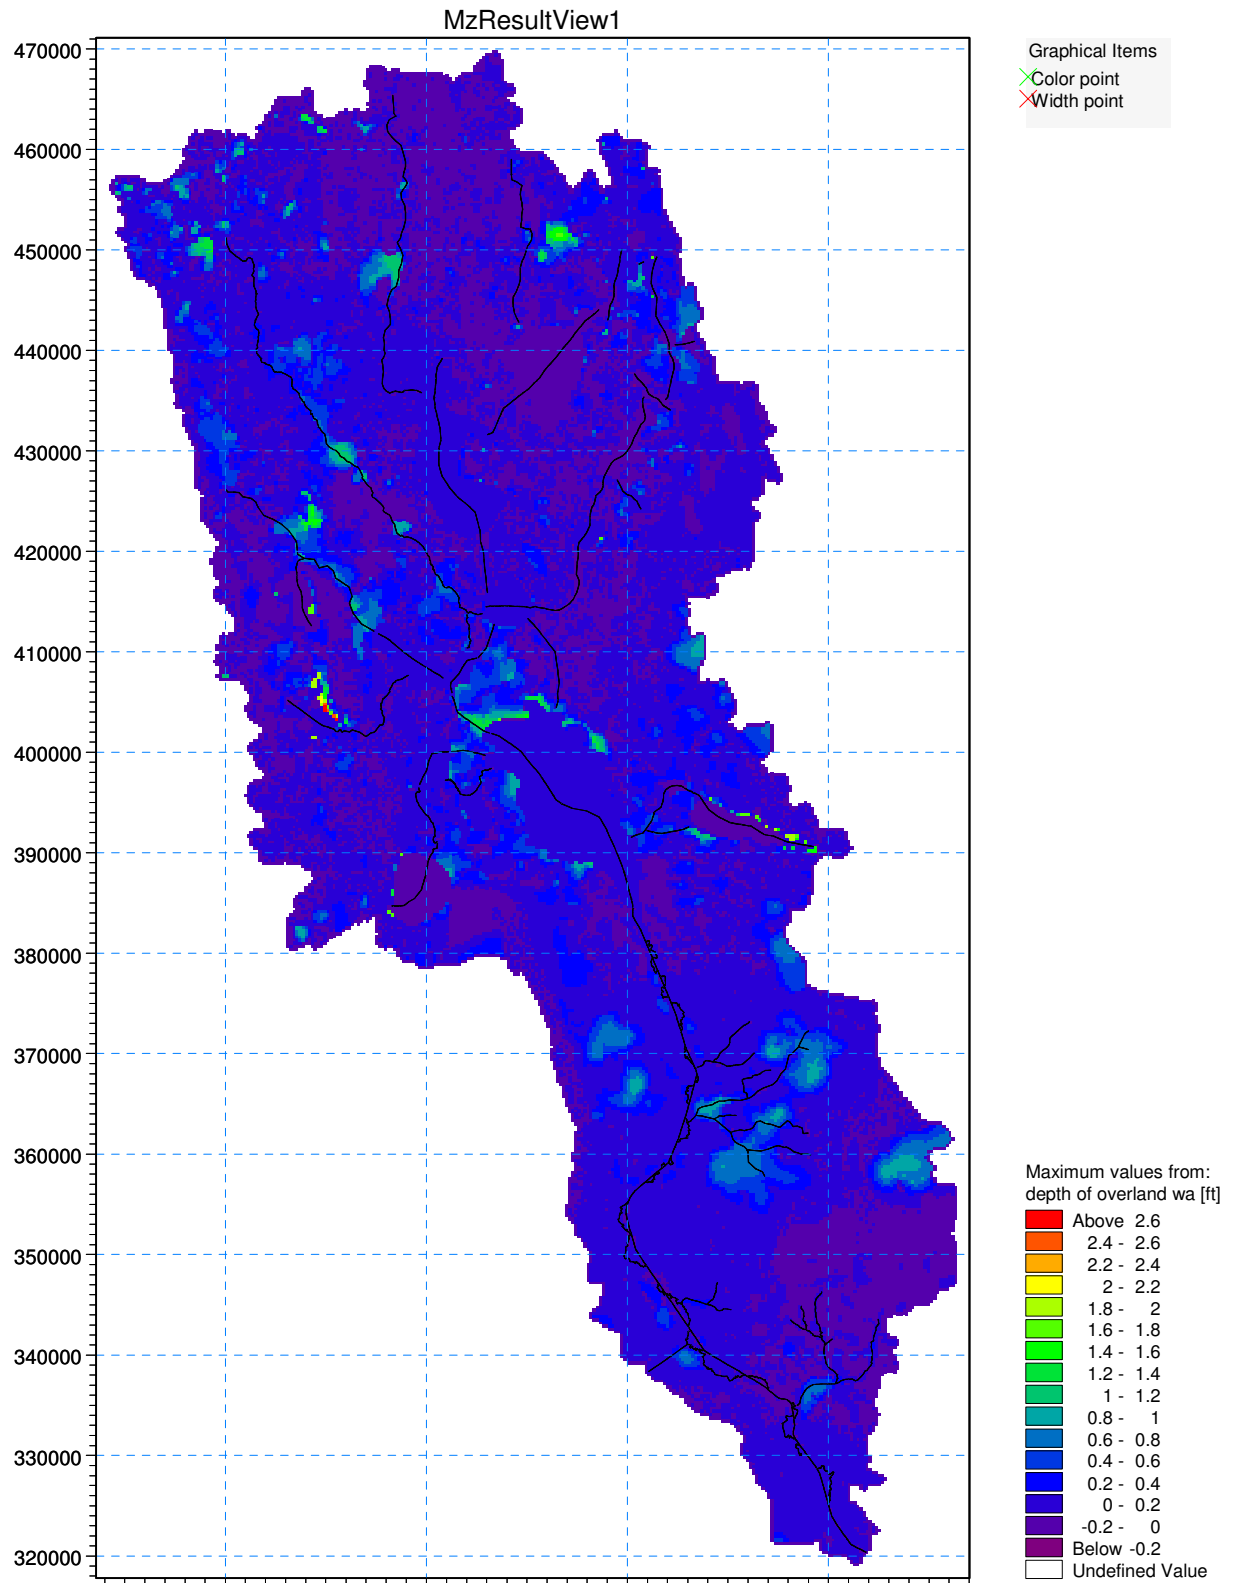 MzResultView1
470000
460000
450000
440000
430000
420000
410000
400000
390000
380000
370000
360000
350000
340000
330000
320000
Graphical Items
Color point
Width point
Maximum values from:
depth of overland wa [ft]
Above 2.6
2.4 - 2.6
2.2 - 2.4
2 - 2.2
1.8 - 2
1.6 - 1.8
1.4 - 1.6
1.2 - 1.4
1 - 1.2
0.8 - 1
0.6 - 0.8
0.4 - 0.6
0.2 - 0.4
0 - 0.2
-0.2 - 0
Below -0.2
Undefined Value